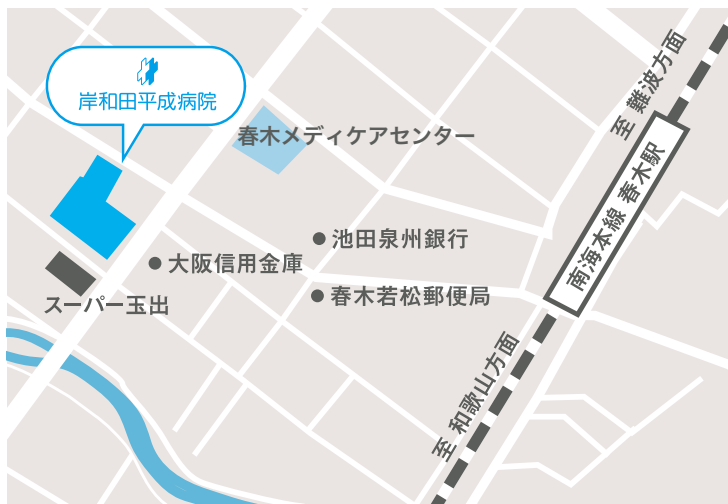 至 難波方面
岸和田平成病院
春木メディケアセンター
南海本線 春木駅
池田泉州銀行
大阪信用金庫
春木若松郵便局
スーパー玉出
至 和歌山方面